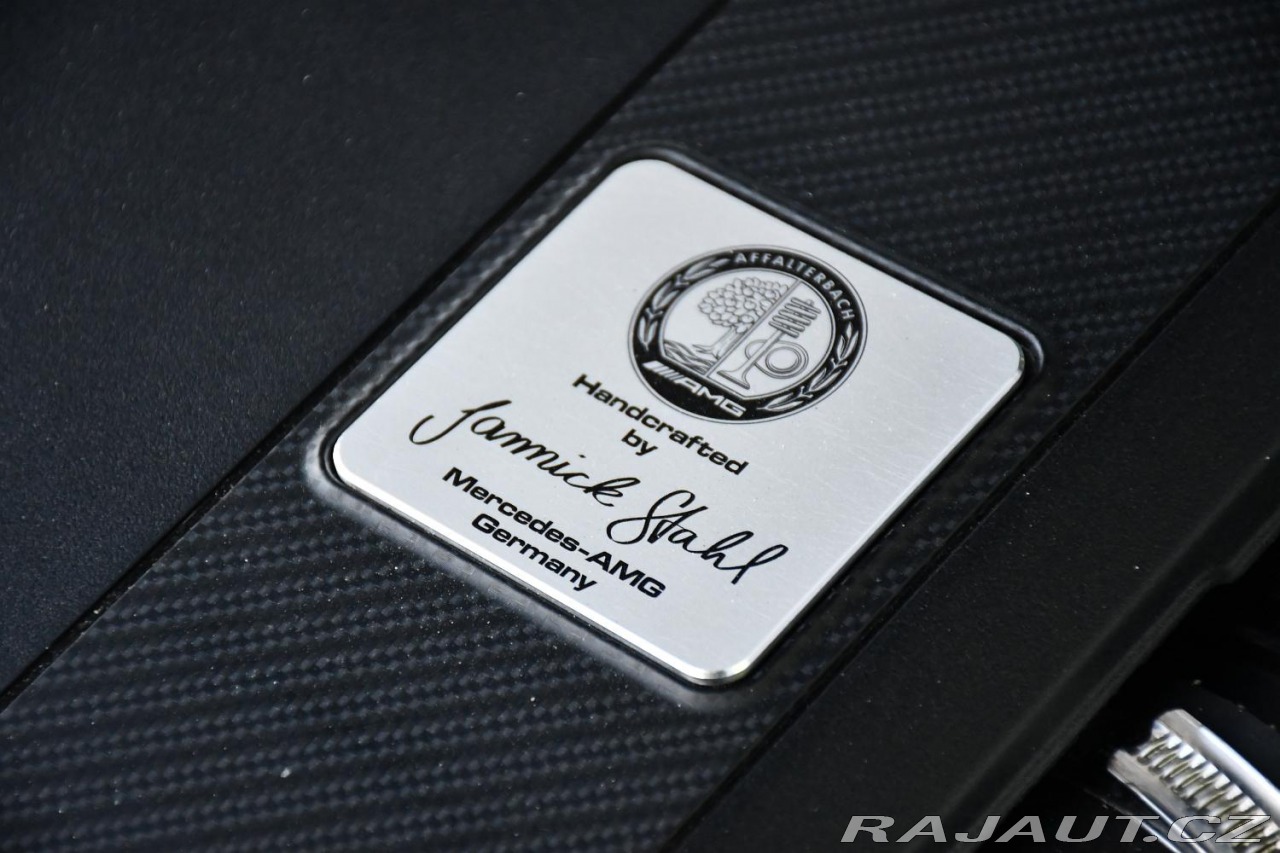 AFFALTERBACH
AMG
Handcrafted
by
Jannick Stahl
Mercedes-AMG
Germany
RAJAUT.CZ